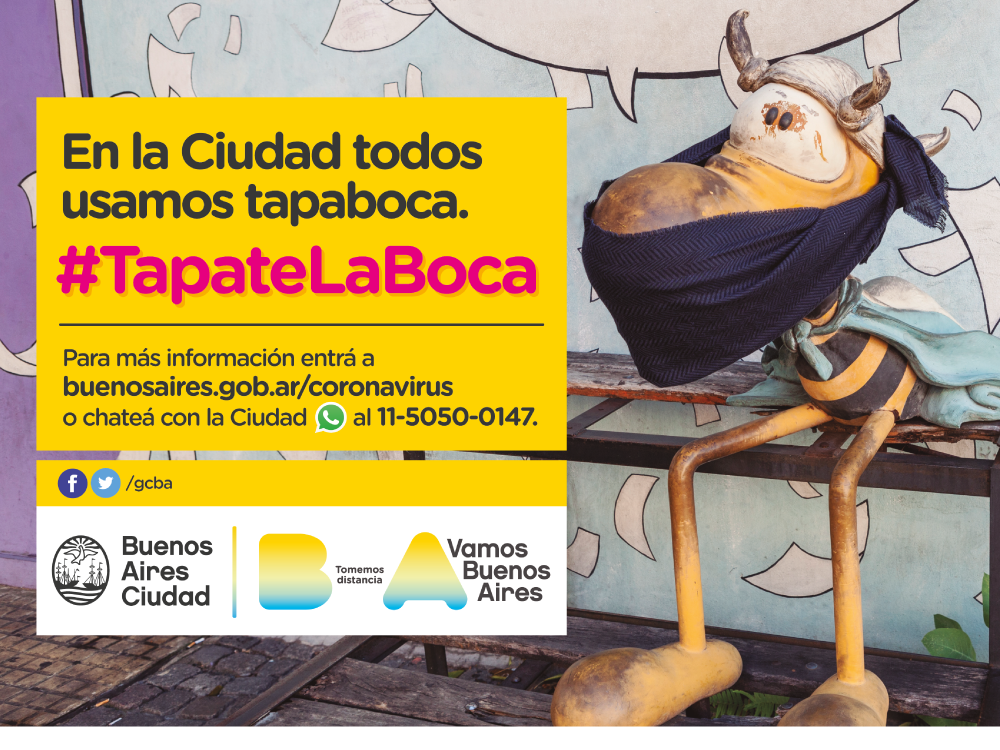 En la Ciudad todos
usamos tapaboca.
#TapateLaBoca
Para más información entrá a
buenosaires.gob.ar/coronavirus
o chateá con la Ciudad al 11-5050-0147.
/gcba
Buenos
Aires
Ciudad
B
Tomemos
distancia
A
Vamos
Buenos
Aires